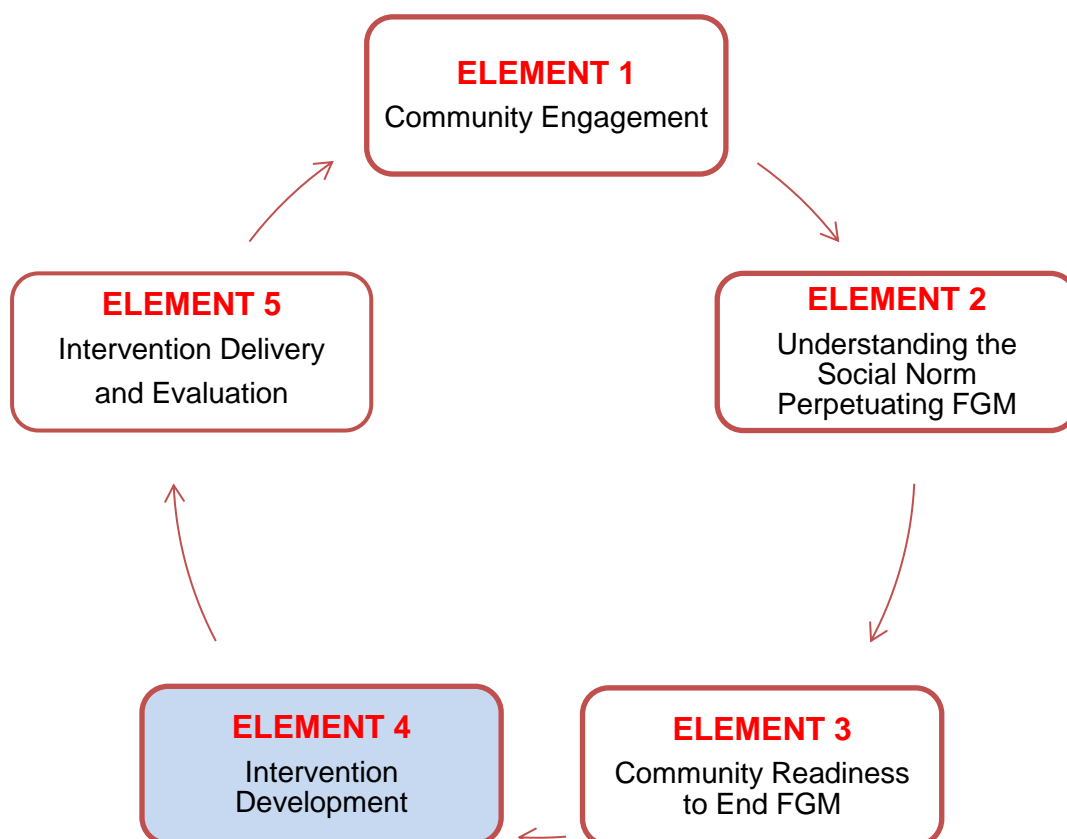 ELEMENT 1
Community Engagement
ELEMENT 2
Understanding the
Social Norm
Perpetuating FGM
ELEMENT 3
Community Readiness
to End FGM
ELEMENT 4
Intervention
Development
ELEMENT 5
Intervention Delivery
and Evaluation